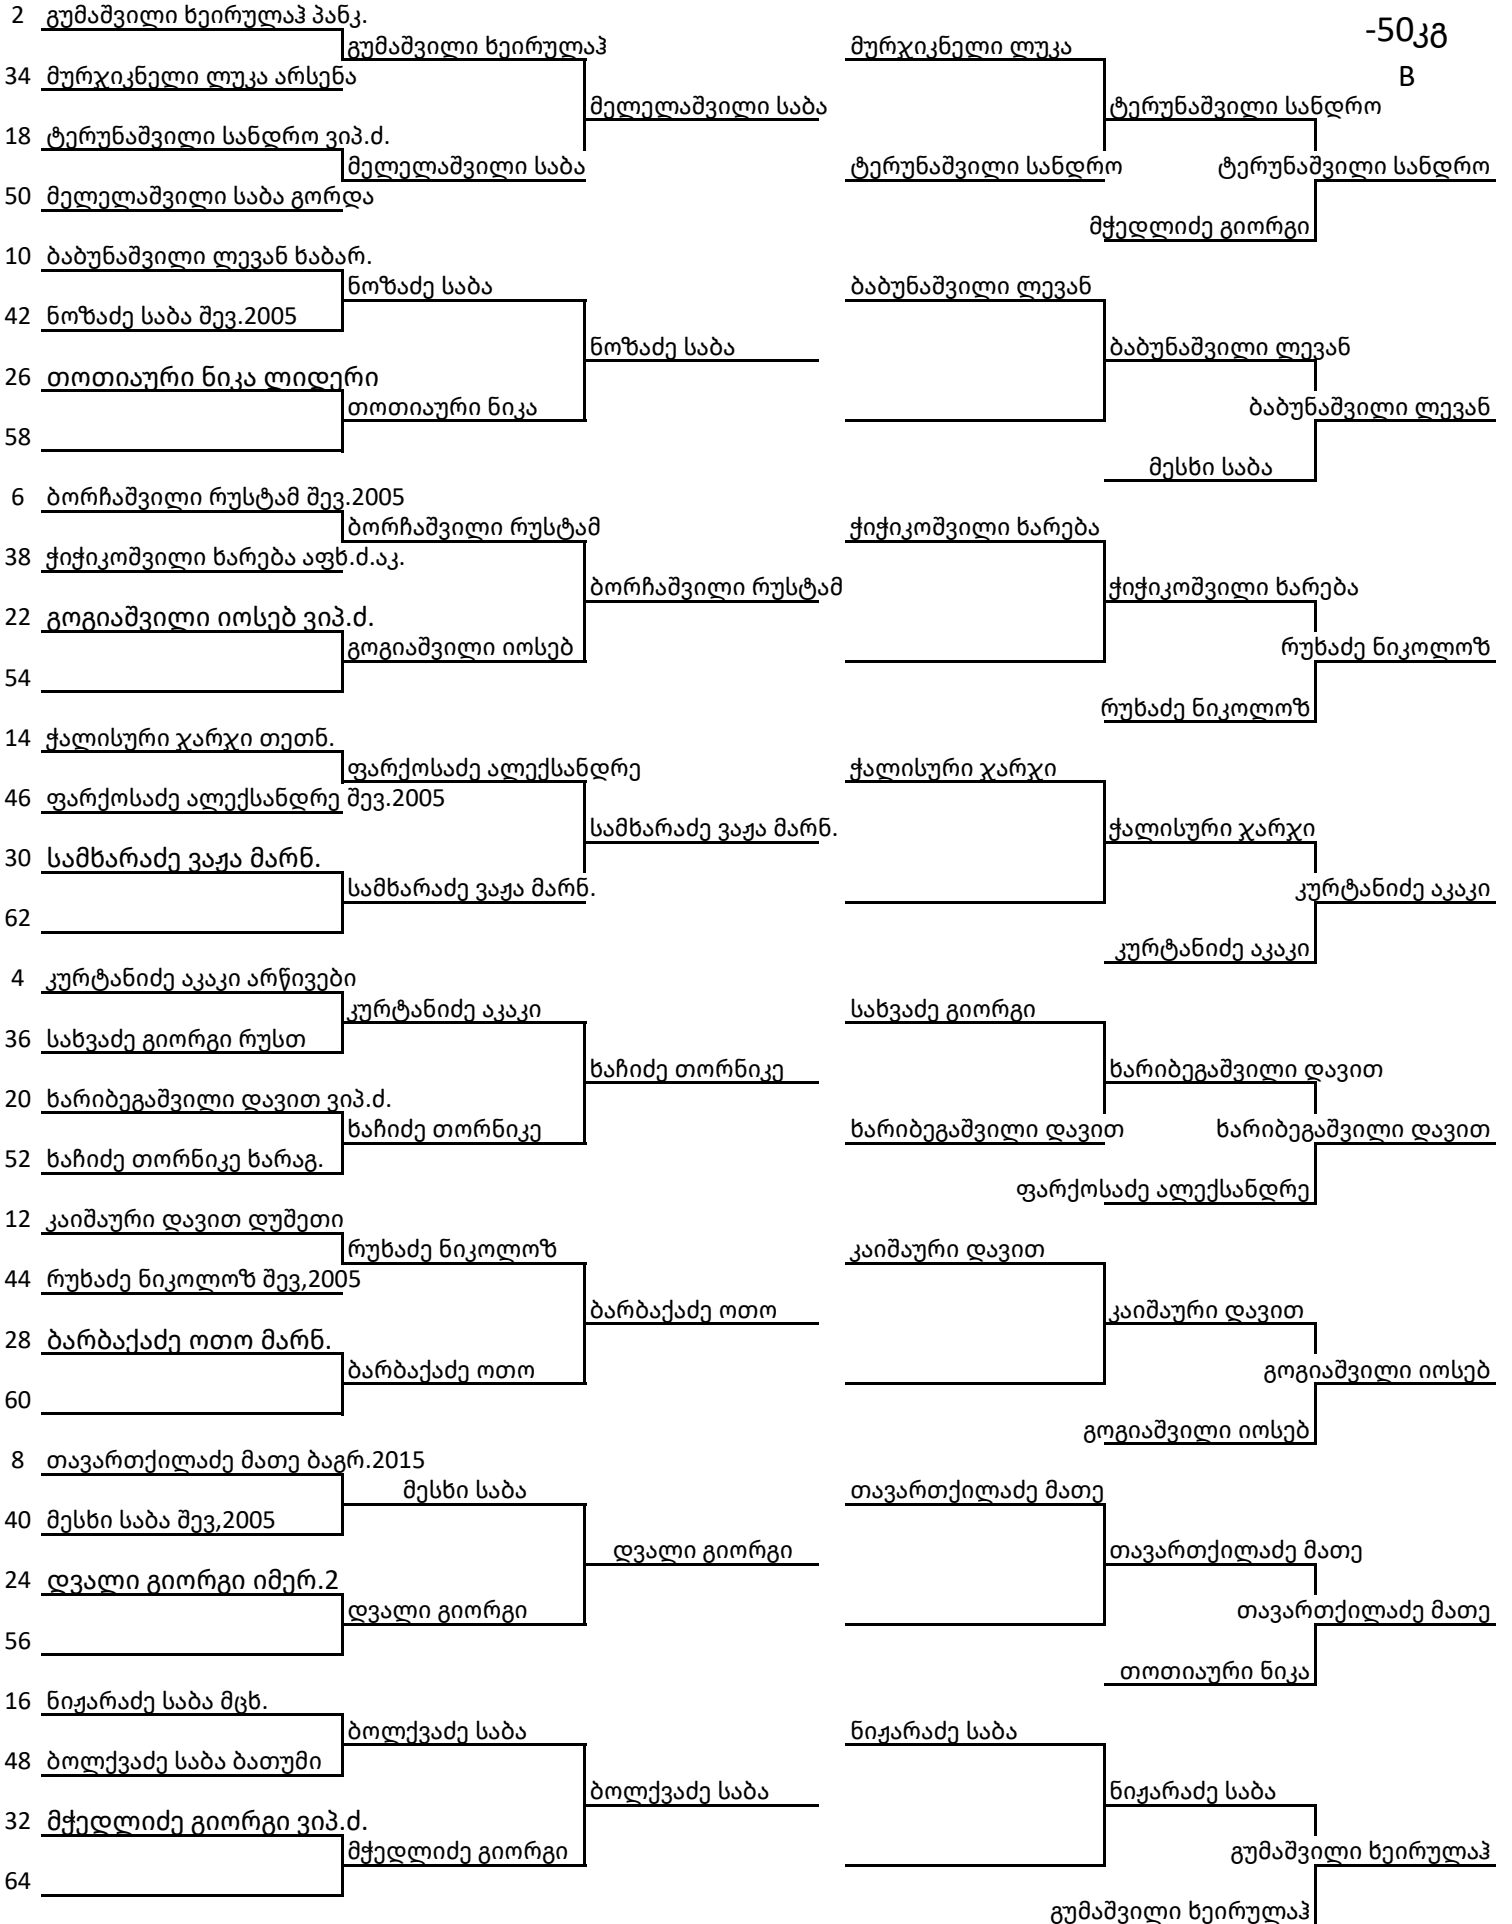 2 გუმაშვილი ხეირულაჰ პანკ.
-50კგ
გუმაშვილი ხეირულაჰ
მურჯიკნელი ლუკა
34 მურჯიკნელი ლუკა არსენა
B
მელელაშვილი საბა
ტერუნაშვილი სანდრო
18 ტერუნაშვილი სანდრო ვიპ.დ.
მელელაშვილი საბა
ტერუნაშვილი სანდრო
ტერუნაშვილი სანდრო
50 მელელაშვილი საბა გორდა
მჭედლიძე გიორგი
10 ბაბუნაშვილი ლევან ხაბარ.
ნოზაძე საბა
ბაბუნაშვილი ლევან
42 ნოზაძე საბა შევ.2005
ნოზაძე საბა
ბაბუნაშვილი ლევან
26 თოთიაური ნიკა ლიდერი
თოთიაური ნიკა
ბაბუნაშვილი ლევან
58
მესხი საბა
6 ბორჩაშვილი რუსტამ შევ.2005
ბორჩაშვილი რუსტამ
ჭიჭიკოშვილი ხარება
38 ჭიჭიკოშვილი ხარება აფხ.დ.აკ.
ბორჩაშვილი რუსტამ
ჭიჭიკოშვილი ხარება
22 გოგიაშვილი იოსებ ვიპ.დ.
გოგიაშვილი იოსებ
რუხაძე ნიკოლოზ
54
რუხაძე ნიკოლოზ
14 ჭალისური ჯარჯი თეთნ.
ფარქოსაძე ალექსანდრე
ჭალისური ჯარჯი
46 ფარქოსაძე ალექსანდრე შევ.2005
სამხარაძე ვაჟა მარნ.
ჭალისური ჯარჯი
30 სამხარაძე ვაჟა მარნ.
სამხარაძე ვაჟა მარნ.
კურტანიძე აკაკი
62
კურტანიძე აკაკი
4 კურტანიძე აკაკი არწივები
კურტანიძე აკაკი
სახვაძე გიორგი
36 სახვაძე გიორგი რუსთ
ხაჩიძე თორნიკე
ხარიბეგაშვილი დავით
20 ხარიბეგაშვილი დავით ვიპ.დ.
ხაჩიძე თორნიკე
ხარიბეგაშვილი დავით
ხარიბეგაშვილი დავით
52 ხაჩიძე თორნიკე ხარაგ.
ფარქოსაძე ალექსანდრე
12 კაიშაური დავით დუშეთი
რუხაძე ნიკოლოზ
კაიშაური დავით
44 რუხაძე ნიკოლოზ შევ,2005
ბარბაქაძე ოთო
კაიშაური დავით
28 ბარბაქაძე ოთო მარნ.
ბარბაქაძე ოთო
გოგიაშვილი იოსებ
60
გოგიაშვილი იოსებ
8 თავართქილაძე მათე ბაგრ.2015
მესხი საბა
თავართქილაძე მათე
40 მესხი საბა შევ,2005
დვალი გიორგი
თავართქილაძე მათე
24 დვალი გიორგი იმერ.2
დვალი გიორგი
თავართქილაძე მათე
56
თოთიაური ნიკა
16 ნიჟარაძე საბა მცხ.
ბოლქვაძე საბა
ნიჟარაძე საბა
48 ბოლქვაძე საბა ბათუმი
ბოლქვაძე საბა
ნიჟარაძე საბა
32 მჭედლიძე გიორგი ვიპ.დ.
მჭედლიძე გიორგი
გუმაშვილი ხეირულაჰ
64
გუმაშვილი ხეირულაჰ